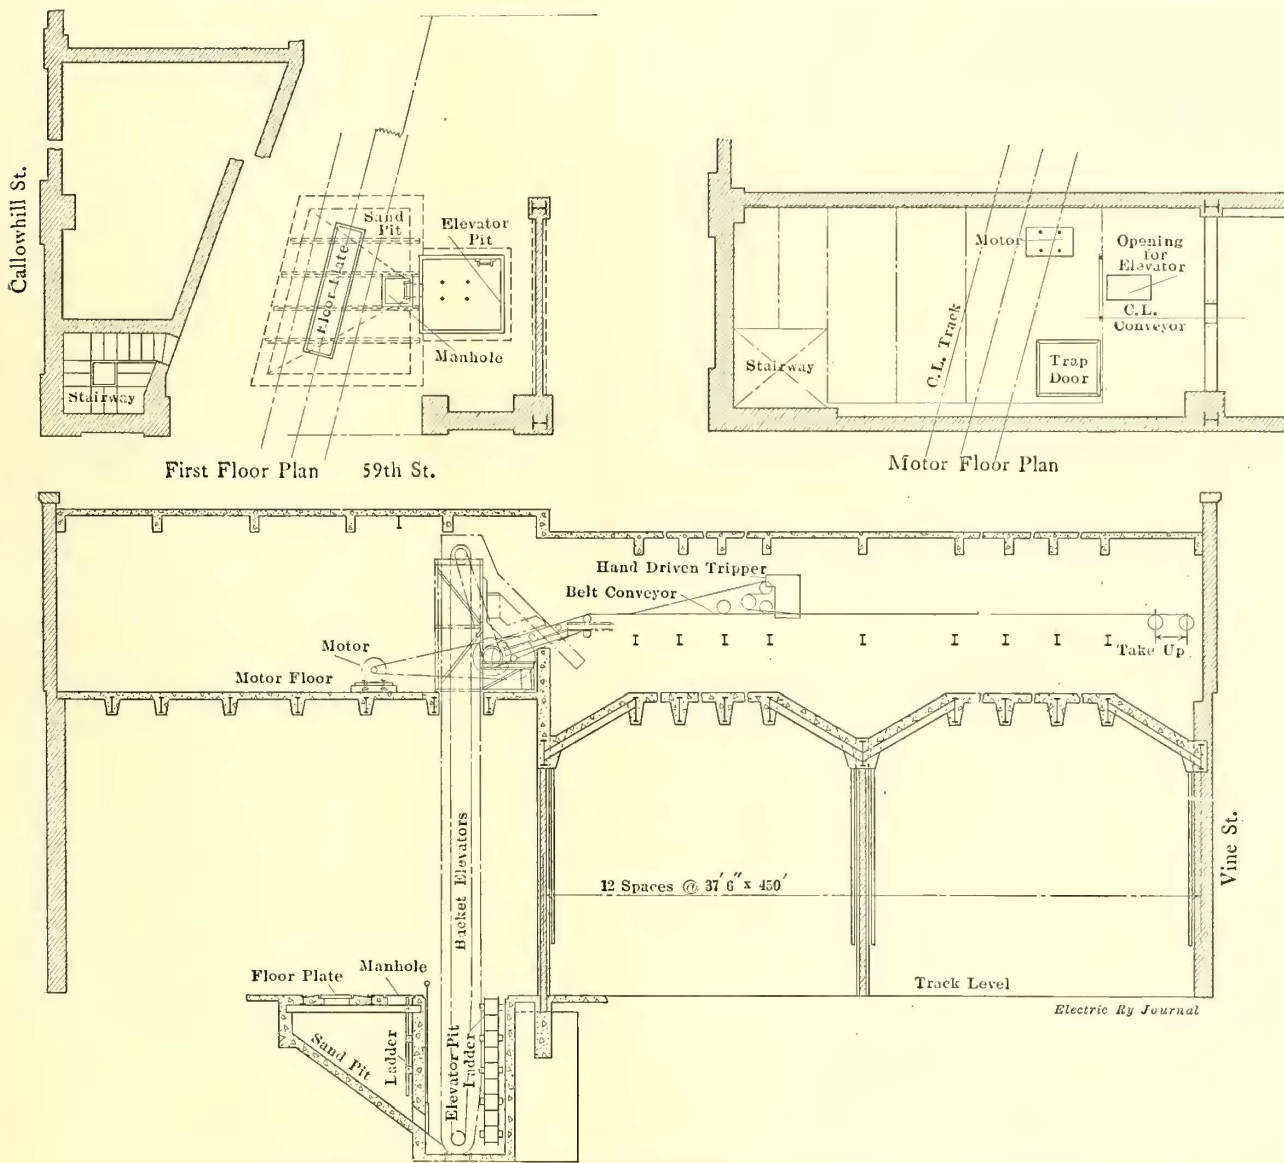 Callowhill St.
Sand
Pit
Elevator
Pit
Floor Plate
Manhole
Stairway
First Floor Plan 59th St.
Motor
Opening
for
Elevator
C.L.
Conveyor
C.L. Track
Stairway
Trap
Door
Motor Floor Plan
Hand Driven Tripper
Belt Conveyor
Take Up
Motor
Motor Floor
Bucket Elevators
12 Spaces @ 37' 6" x 450'
Vine St.
Floor Plate
Manhole
Track Level
Electric Ry Journal
Sand Pit
Ladder
Elevator Pit
Ladder